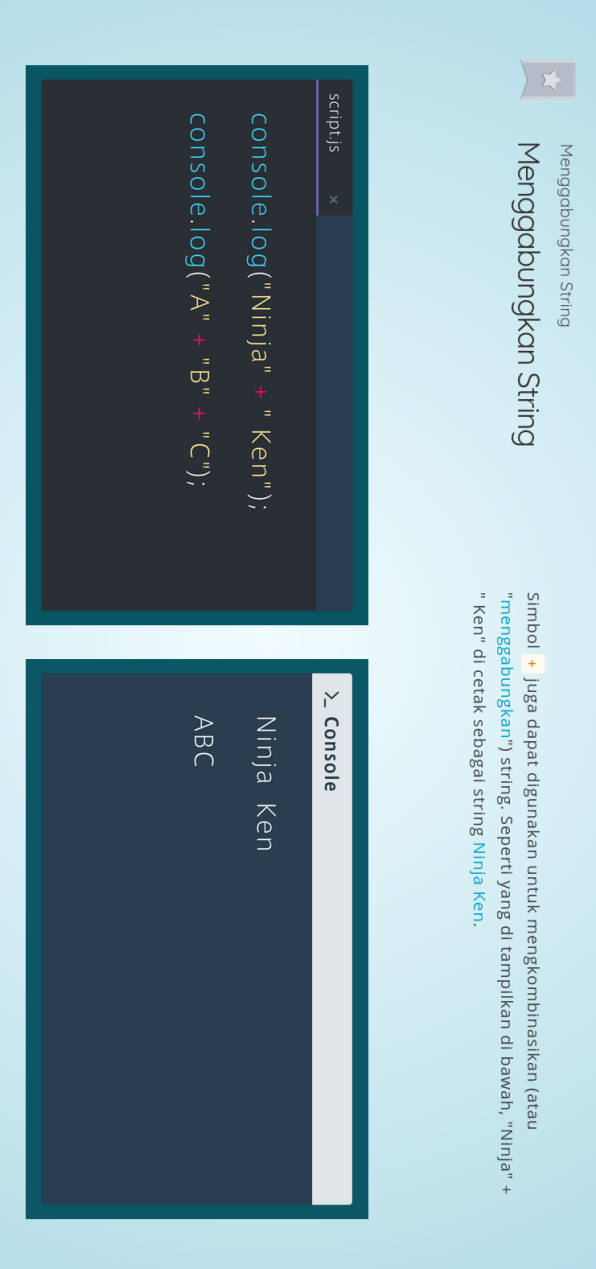 Menggabungkan String
Menggabungkan String
Simbol + juga dapat digunakan untuk mengkombinasikan (atau
"menggabungkan") string. Seperti yang di tampilkan di bawah, "Ninja" +
" Ken" di cetak sebagai string Ninja Ken.
script.js ×
console.log("Ninja" + " Ken");
console.log("A" + "B" + "C");
>_ Console
Ninja Ken
ABC